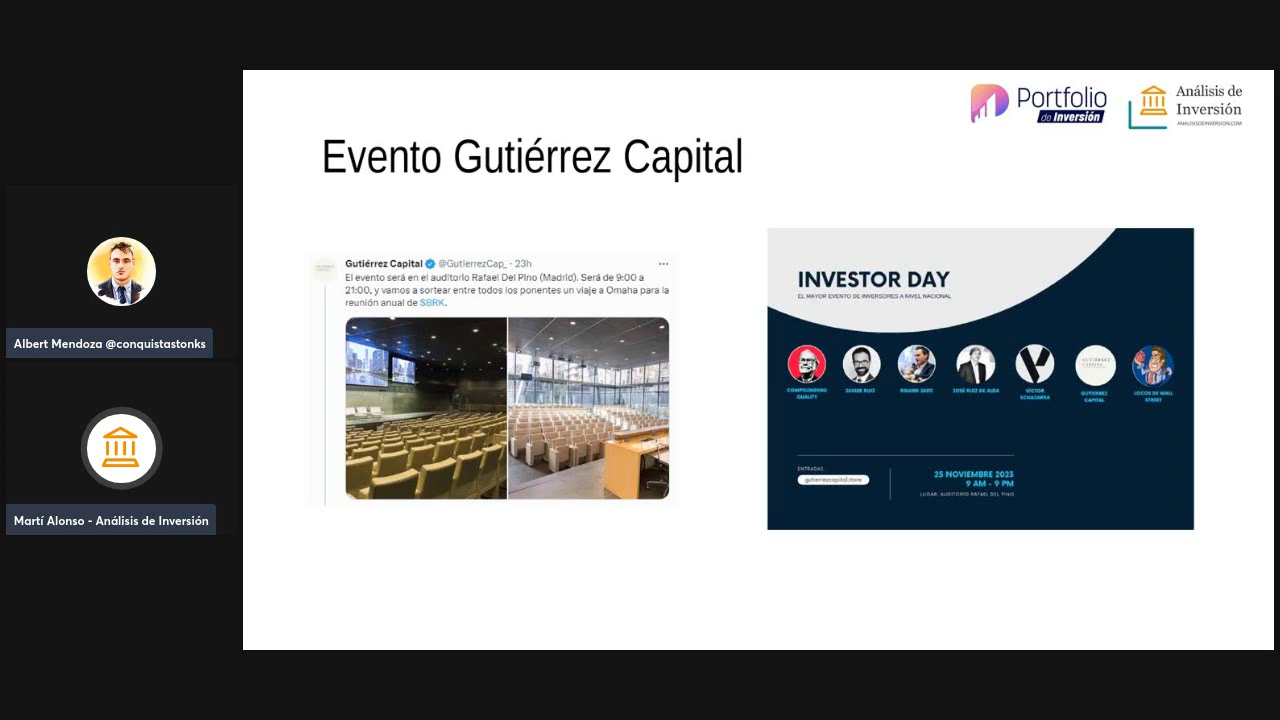 Portfolio
de Inversión
Análisis de
Inversión
ANALISISDEINVERSION.COM
Evento Gutiérrez Capital
Gutiérrez Capital @GutierrezCap_ · 23h
El evento será en el auditorio Rafael Del Pino (Madrid). Será de 9:00 a
21:00, y vamos a sortear entre todos los ponentes un viaje a Omaha para la
reunión anual de $BRK.
INVESTOR DAY
EL MAYOR EVENTO DE INVERSORES A NIVEL NACIONAL
COMPOUNDING
QUALITY
JAVIER RUIZ
RINARD SARC
JOSÉ RUIZ DE ALDA
VÍCTOR
ECHAZARRA
GUTIERREZ
CAPITAL
LOCOS DE WALL
STREET
ENTRADAS
gutierrezcapital.store
25 NOVIEMBRE 2023
9 AM - 9 PM
LUGAR: AUDITORIO RAFAEL DEL PINO
Albert Mendoza @conquistastonks
Martí Alonso - Análisis de Inversión